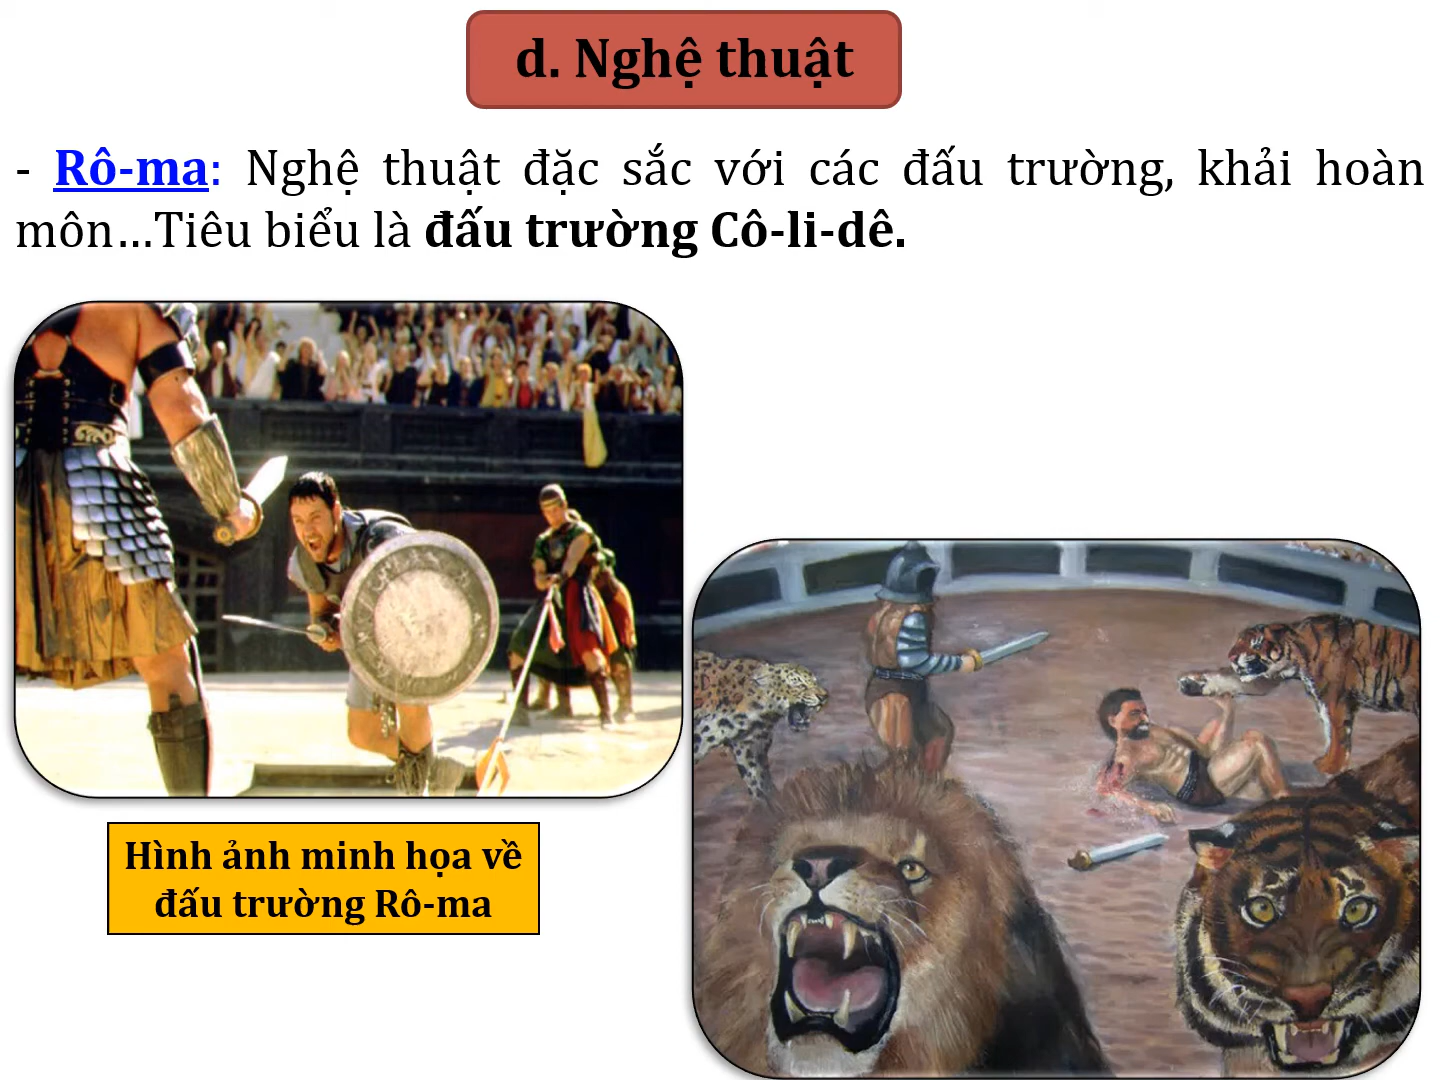 d. Nghệ thuật
- Rô-ma: Nghệ thuật đặc sắc với các đấu trường, khải hoàn
môn...Tiêu biểu là đấu trường Cô-li-dê.
Hình ảnh minh họa về
đấu trường Rô-ma